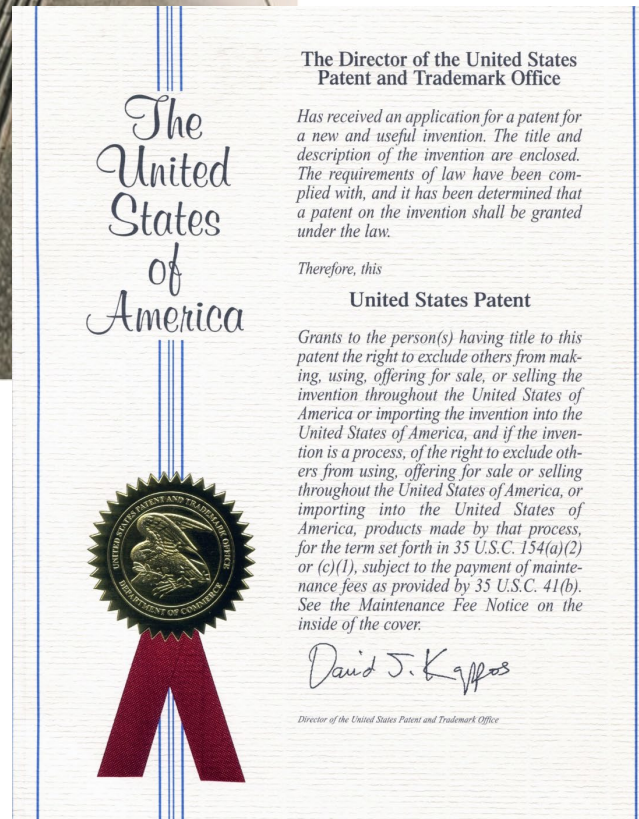 The
United
States
of
America
The Director of the United States
Patent and Trademark Office
Has received an application for a patent for
a new and useful invention. The title and
description of the invention are enclosed.
The requirements of law have been com-
plied with, and it has been determined that
a patent on the invention shall be granted
under the law.
Therefore, this
United States Patent
Grants to the person(s) having title to this
patent the right to exclude others from mak-
ing, using, offering for sale, or selling the
invention throughout the United States of
America or importing the invention into the
United States of America, and if the inven-
tion is a process, of the right to exclude oth-
ers from using, offering for sale or selling
throughout the United States of America, or
importing into the United States of
America, products made by that process,
for the term set forth in 35 U.S.C. 154(a)(2)
or (c)(1), subject to the payment of mainte-
nance fees as provided by 35 U.S.C. 41(b).
See the Maintenance Fee Notice on the
inside of the cover.
David J. Kappos
Director of the United States Patent and Trademark Office
UNITED STATES PATENT AND TRADEMARK OFFICE
DEPARTMENT OF COMMERCE